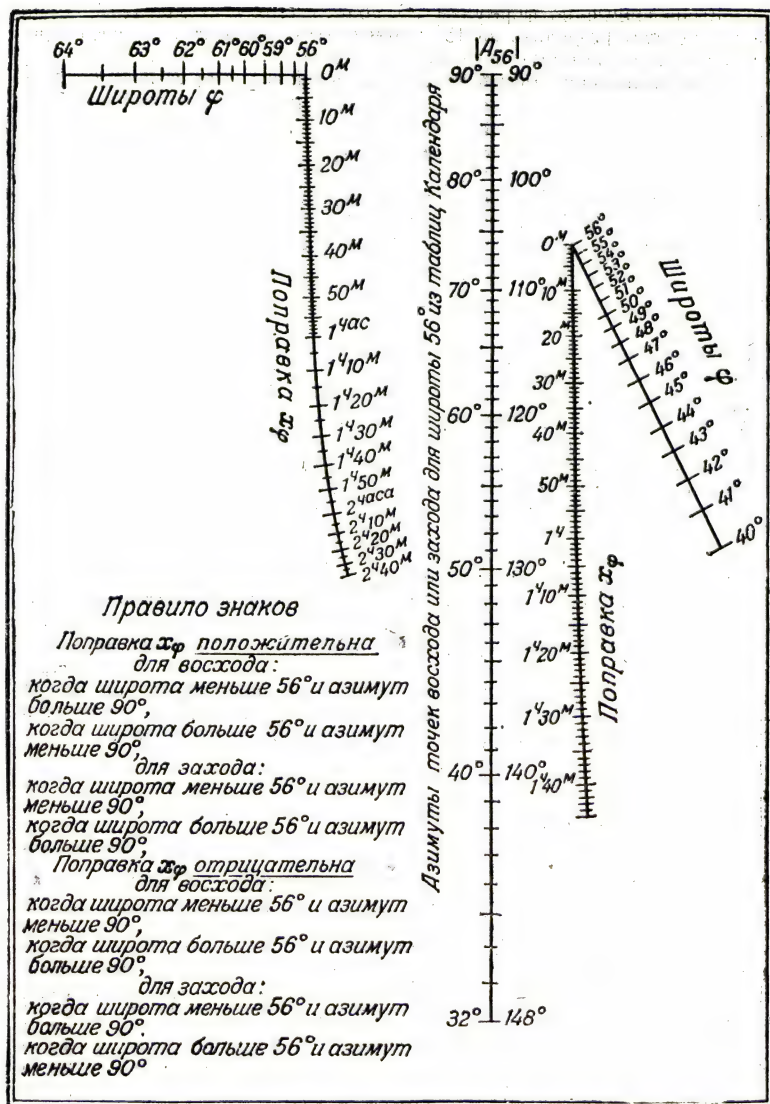 64° 63° 62° 61° 60° 59° 56°
Широты φ
0м
10м
20м
30м
40м
50м
1час
1ч10м
1ч20м
1ч30м
1ч40м
1ч50м
2часа
2ч10м
2ч20м
2ч30м
2ч40м
Поправка xφ
|A56|
90° 90°
80° 100°
70° 110°
60° 120°
50° 130°
40° 140°
32° 148°
Азимуты точек восхода или захода для широты 56° из таблиц Календаря
0м
10м
20м
30м
40м
50м
1ч
1ч10м
1ч20м
1ч30м
1ч40м
Поправка xφ
56°
55°
54°
53°
52°
51°
50°
49°
48°
47°
46°
45°
44°
43°
42°
41°
40°
Широты φ
Правило знаков
Поправка xφ положительна
для восхода:
когда широта меньше 56° и азимут
больше 90°,
когда широта больше 56° и азимут
меньше 90°,
для захода:
когда широта меньше 56° и азимут
меньше 90°,
когда широта больше 56° и азимут
больше 90°,
Поправка xφ отрицательна
для восхода:
когда широта меньше 56° и азимут
меньше 90°,
когда широта больше 56° и азимут
больше 90°,
для захода:
когда широта меньше 56° и азимут
больше 90°.
когда широта больше 56° и азимут
меньше 90°